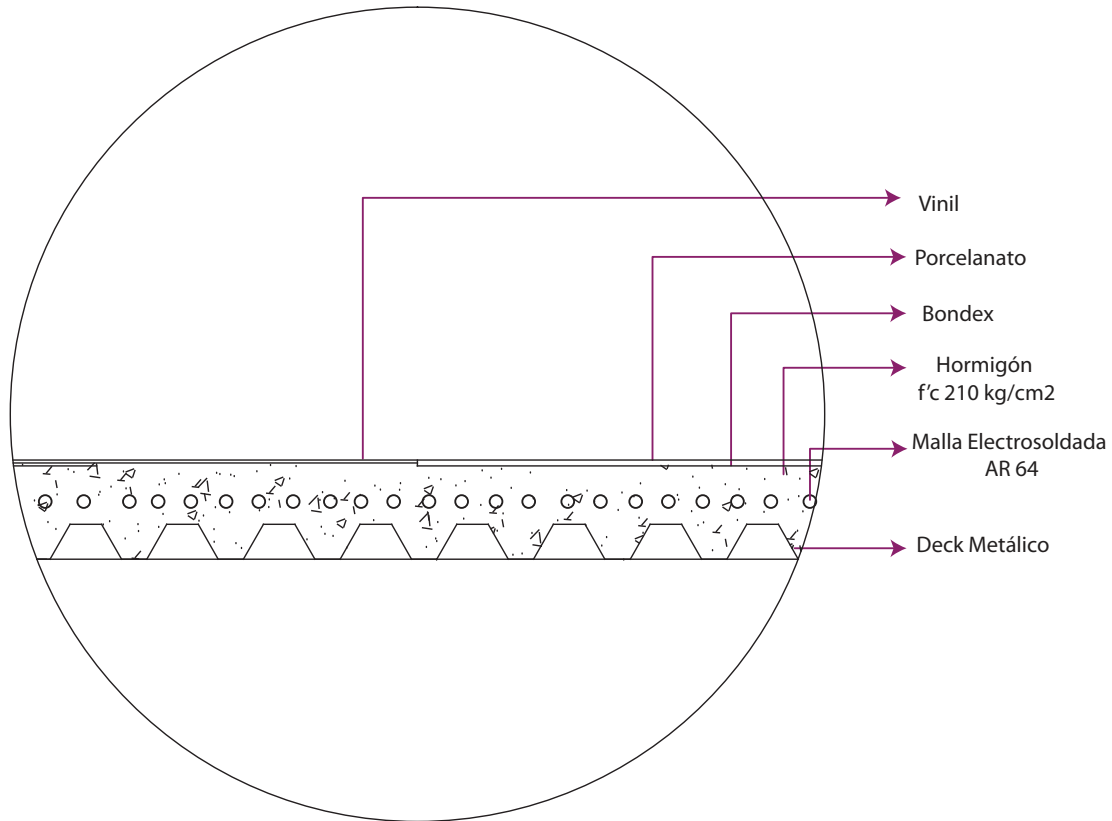 Vinil
Porcelanato
Bondex
Hormigón
f’c 210 kg/cm2
Malla Electrosoldada
AR 64
Deck Metálico